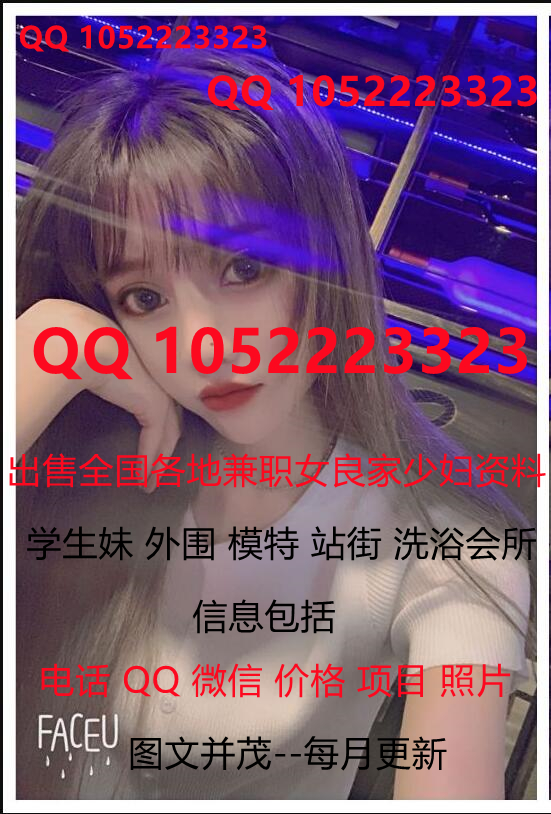 QQ 1052223323
QQ 1052223323
QQ 1052223323
出售全国各地兼职女良家少妇资料
学生妹 外围 模特 站街 洗浴会所
信息包括
电话 QQ 微信 价格 项目 照片
FACEU
图文并茂--每月更新